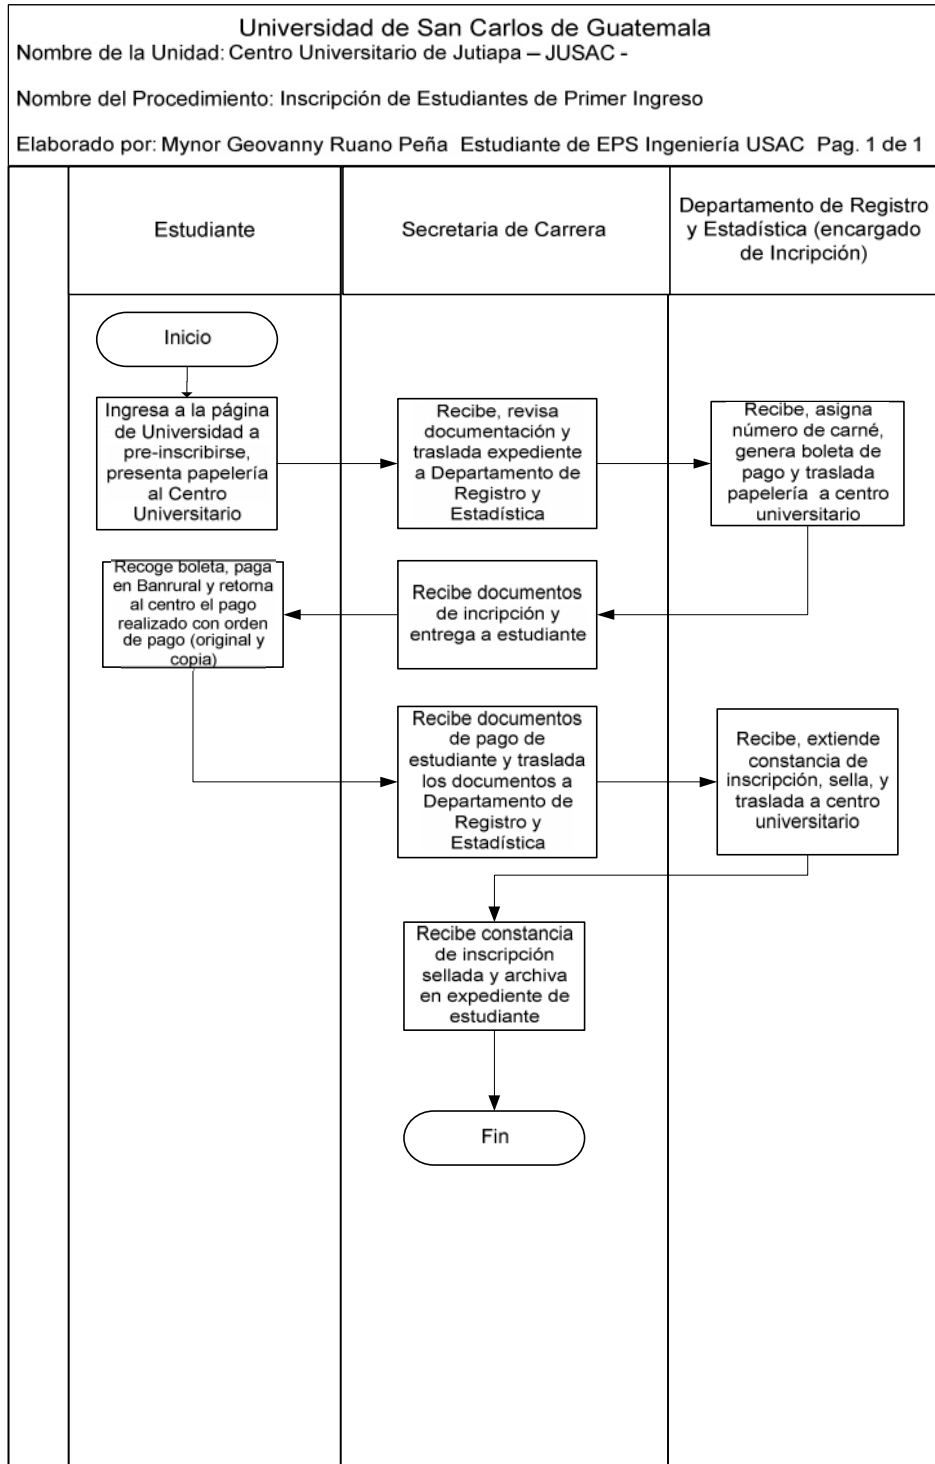 Universidad de San Carlos de Guatemala
Nombre de la Unidad: Centro Universitario de Jutiapa – JUSAC -
Nombre del Procedimiento: Inscripción de Estudiantes de Primer Ingreso
Elaborado por: Mynor Geovanny Ruano Peña Estudiante de EPS Ingeniería USAC Pag. 1 de 1
Estudiante
Secretaria de Carrera
Departamento de Registro
y Estadística (encargado
de Incripción)
Inicio
Ingresa a la página
de Universidad a
pre-inscribirse,
presenta papelería
al Centro
Universitario
Recibe, revisa
documentación y
traslada expediente
a Departamento de
Registro y
Estadística
Recibe, asigna
número de carné,
genera boleta de
pago y traslada
papelería a centro
universitario
Recibe documentos
de incripción y
entrega a estudiante
Recoge boleta, paga
en Banrural y retorna
al centro el pago
realizado con orden
de pago (original y
copia)
Recibe documentos
de pago de
estudiante y traslada
los documentos a
Departamento de
Registro y
Estadística
Recibe, extiende
constancia de
inscripción, sella, y
traslada a centro
universitario
Recibe constancia
de inscripción
sellada y archiva
en expediente de
estudiante
Fin